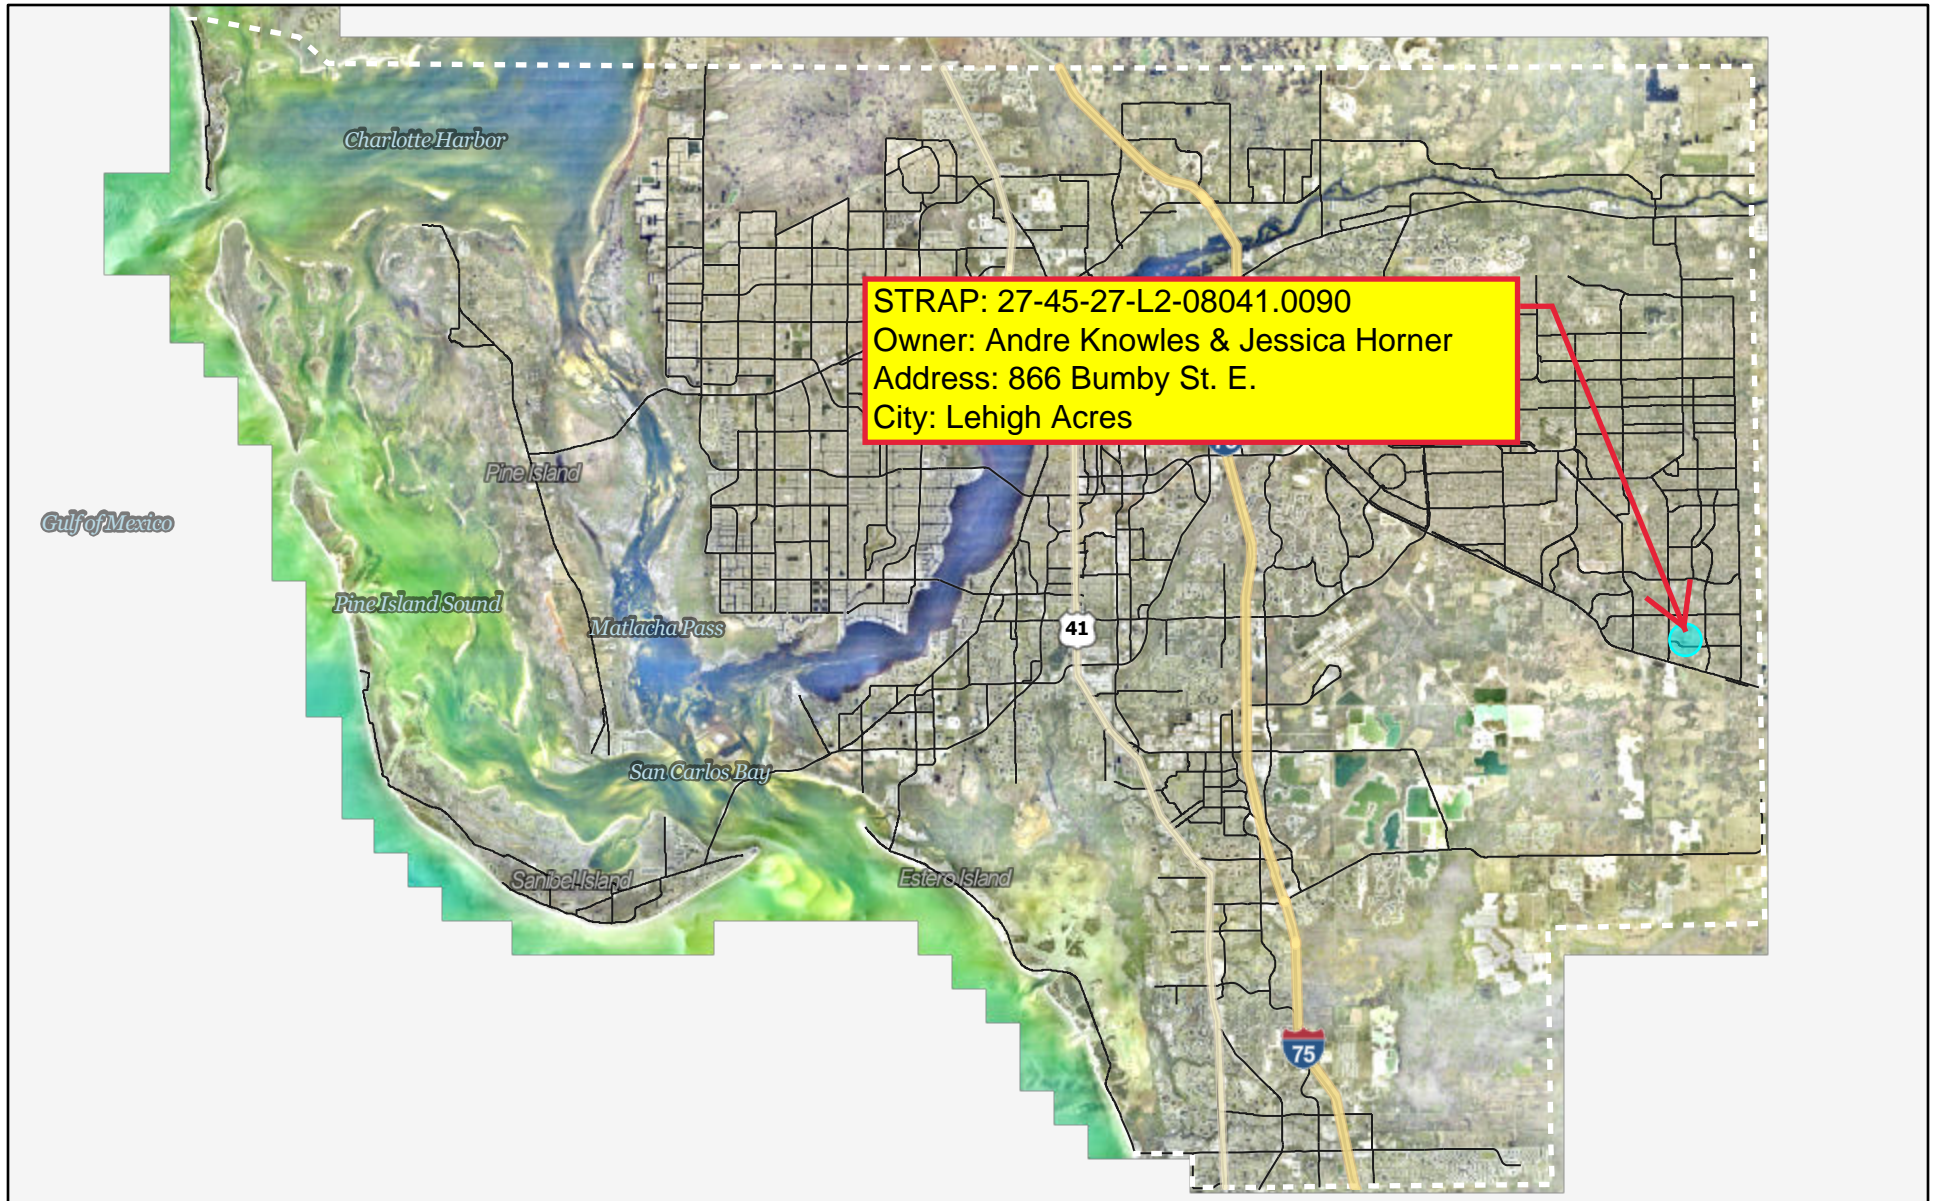 Charlotte Harbor
STRAP: 27-45-27-L2-08041.0090
Owner: Andre Knowles & Jessica Horner
Address: 866 Bumby St. E.
City: Lehigh Acres
Pine Island
Gulf of Mexico
Pine Island Sound
Matlacha Pass
41
San Carlos Bay
Sanibel Island
Estero Island
75